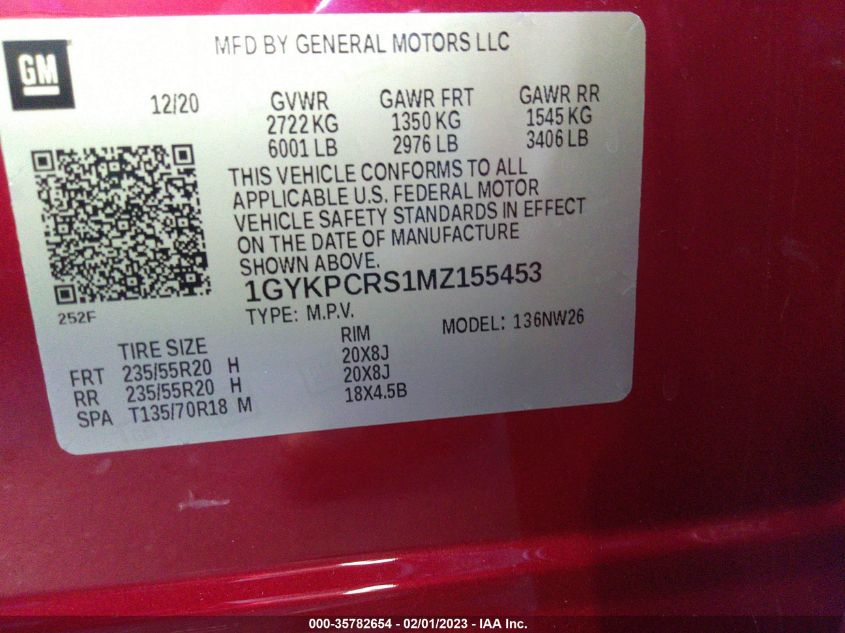 GM
MFD BY GENERAL MOTORS LLC
12/20 GVWR GAWR FRT GAWR RR
2722 KG 1350 KG 1545 KG
6001 LB 2976 LB 3406 LB
THIS VEHICLE CONFORMS TO ALL
APPLICABLE U.S. FEDERAL MOTOR
VEHICLE SAFETY STANDARDS IN EFFECT
ON THE DATE OF MANUFACTURE
SHOWN ABOVE.
1GYKPCRS1MZ155453
252F
TYPE: M.P.V. MODEL: 136NW26
TIRE SIZE RIM
FRT 235/55R20 H 20X8J
RR 235/55R20 H 20X8J
SPA T135/70R18 M 18X4.5B
000-35782654 - 02/01/2023 - IAA Inc.